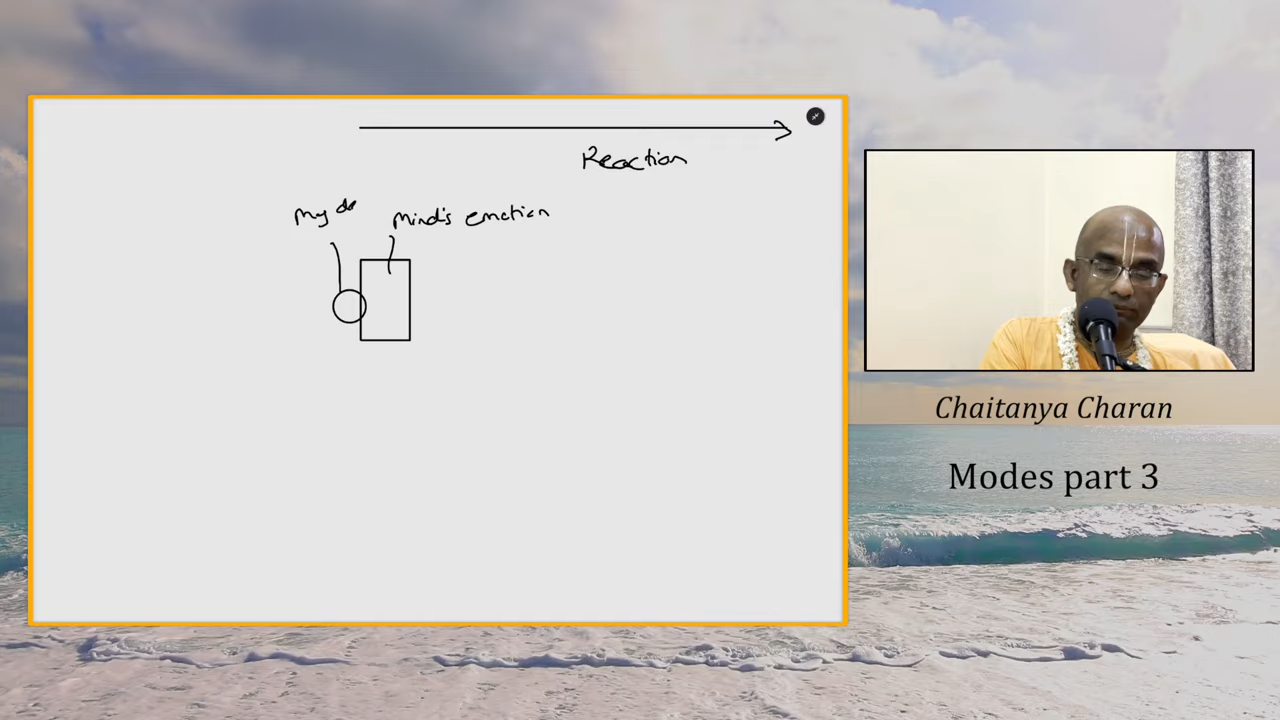 Reaction
My de
Mind's emotion
Chaitanya Charan
Modes part 3